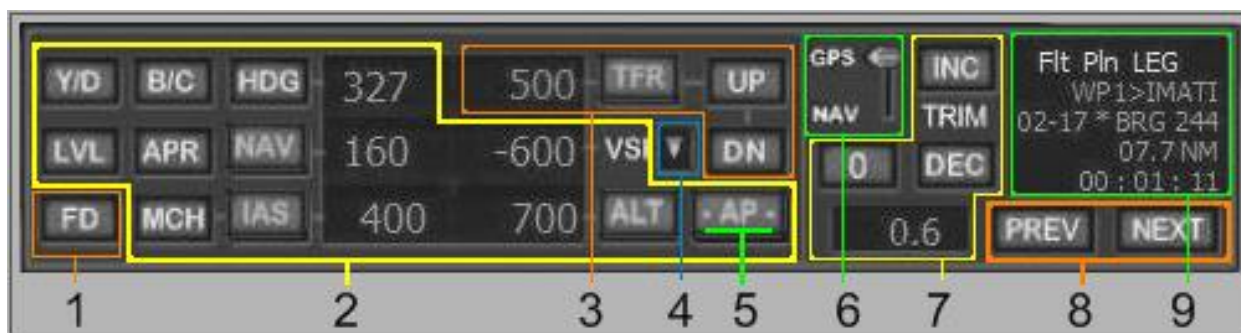 Y/D B/C HDG 327 500 TFR UP GPS INC Flt Pln LEG
WP1>IMATI
NAV TRIM 02-17 * BRG 244
LVL APR NAV 160 -600 VSI DN 0 DEC 07.7 NM
00 : 01 : 11
FD MCH IAS 400 700 ALT - AP - 0.6 PREV NEXT
1 2 3 4 5 6 7 8 9